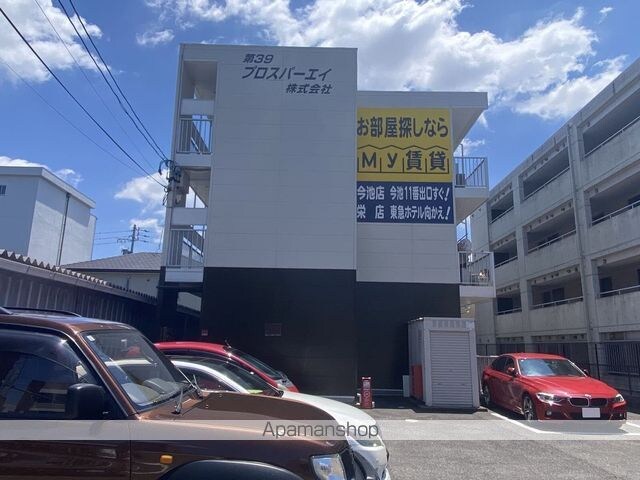 第39
プロスパーエイ
株式会社
お部屋探しなら
My賃貸
今池店 今池11番出口すぐ!
栄店 東急ホテル向かえ!
Apamanshop